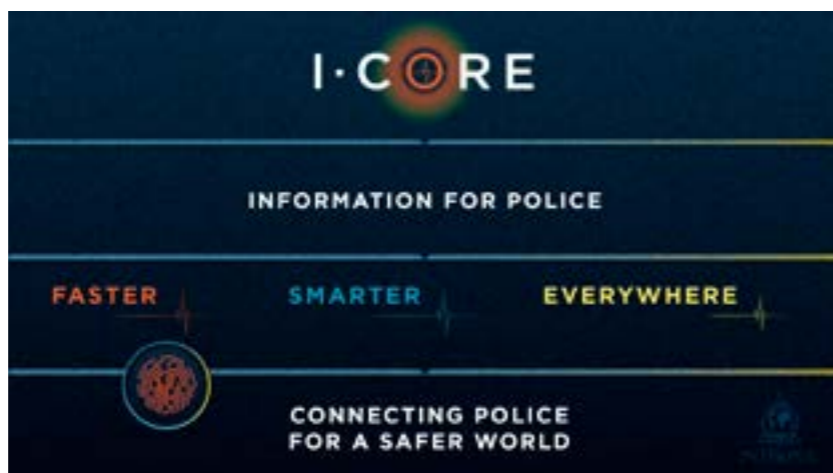 I·CORE
INFORMATION FOR POLICE
FASTER SMARTER EVERYWHERE
CONNECTING POLICE
FOR A SAFER WORLD